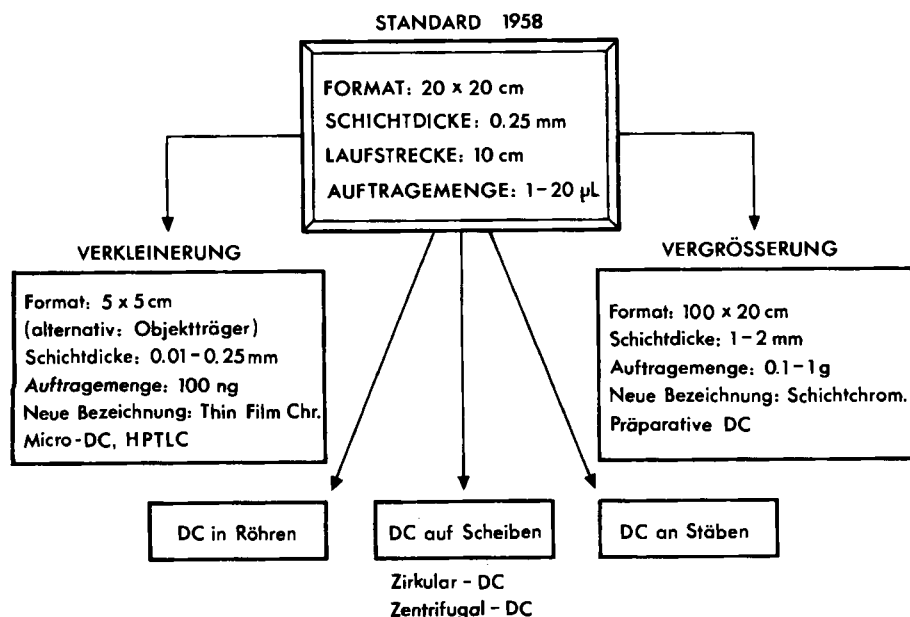 STANDARD 1958
FORMAT: 20 x 20 cm
SCHICHTDICKE: 0.25 mm
LAUFSTRECKE: 10 cm
AUFTRAGEMENGE: 1-20 µL
VERKLEINERUNG
Format: 5 x 5 cm
(alternativ: Objektträger)
Schichtdicke: 0.01-0.25 mm
Auftragemenge: 100 ng
Neue Bezeichnung: Thin Film Chr.
Micro-DC, HPTLC
VERGRÖSSERUNG
Format: 100 x 20 cm
Schichtdicke: 1-2 mm
Auftragemenge: 0.1-1 g
Neue Bezeichnung: Schichtchrom.
Präparative DC
DC in Röhren
DC auf Scheiben
DC an Stäben
Zirkular - DC
Zentrifugal - DC